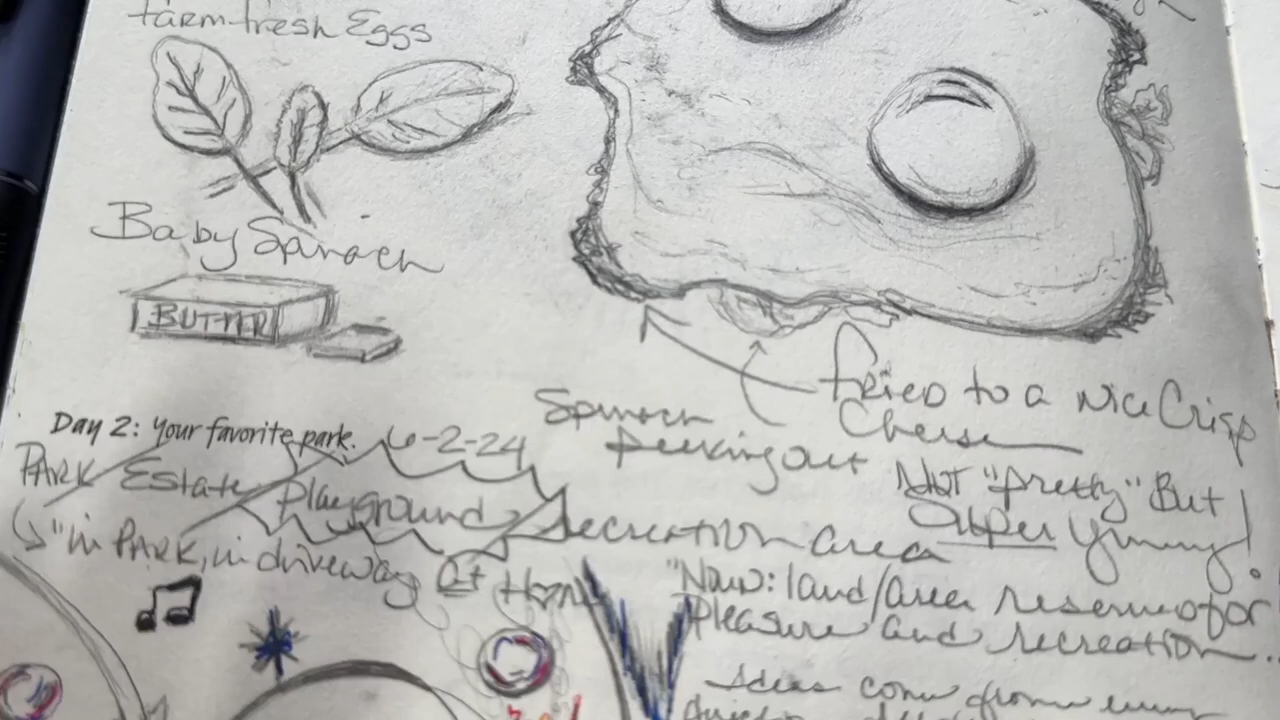 farm-fresh Eggs
Baby Spinach
BUTTER
fried to a nice Crisp
Cheese
Spinach
peeking out
Not "pretty" But
Super Yummy!
Day 2: Your favorite park. 6-2-24
PARK Estate Playground Recreation area
"in PARK, in driveway at Home
"Noun: land/area reserved for
Pleasure and recreation...
Ideas come from